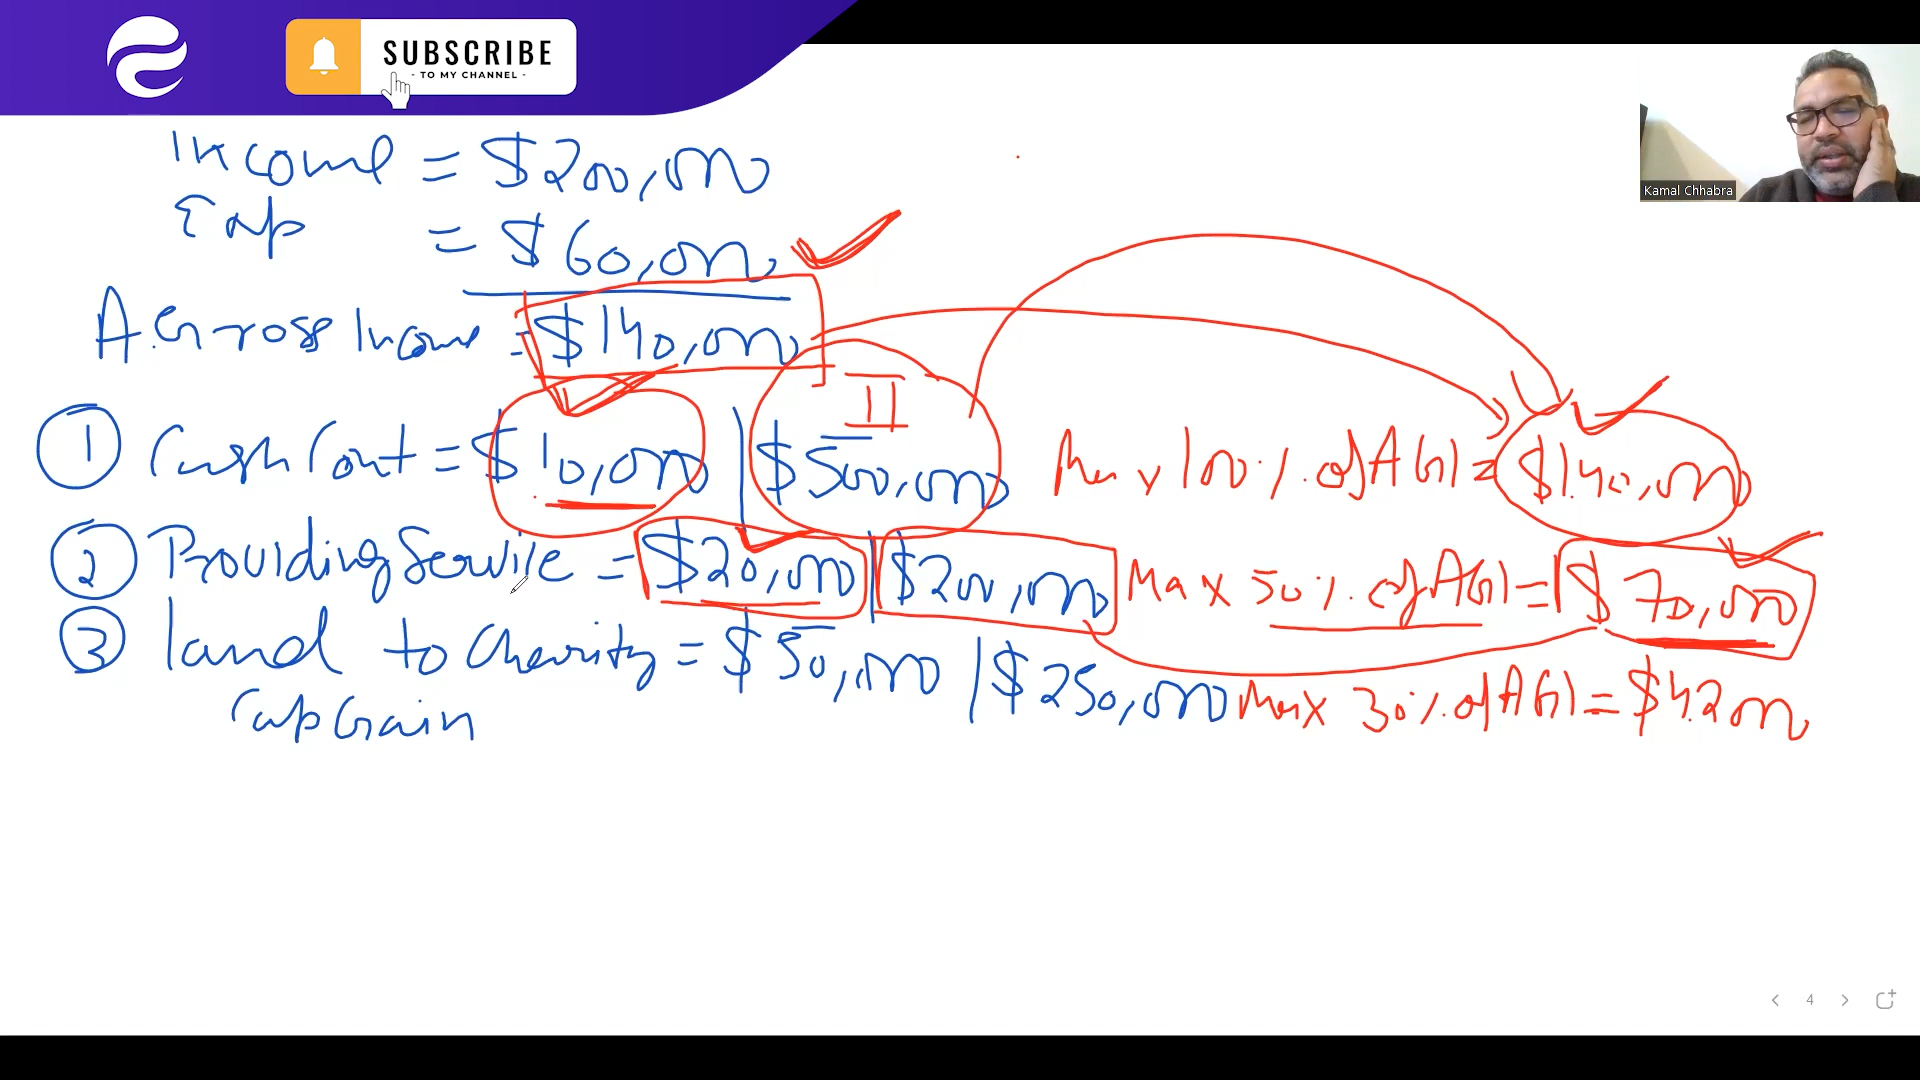 SUBSCRIBE
- TO MY CHANNEL -
Kamal Chhabra
Income = $200,000
Exp = $60,000
A.Gross Income = $140,000
II
① Cash Cont = $10,000 | $500,000 Max 100%.of AGI = $140,000
② Providing Service = $20,000 | $200,000 Max 50%.of AGI = $70,000
③ land to Charity = $50,000 | $250,000 Max 30%.of AGI = $42000
Cap Gain
4